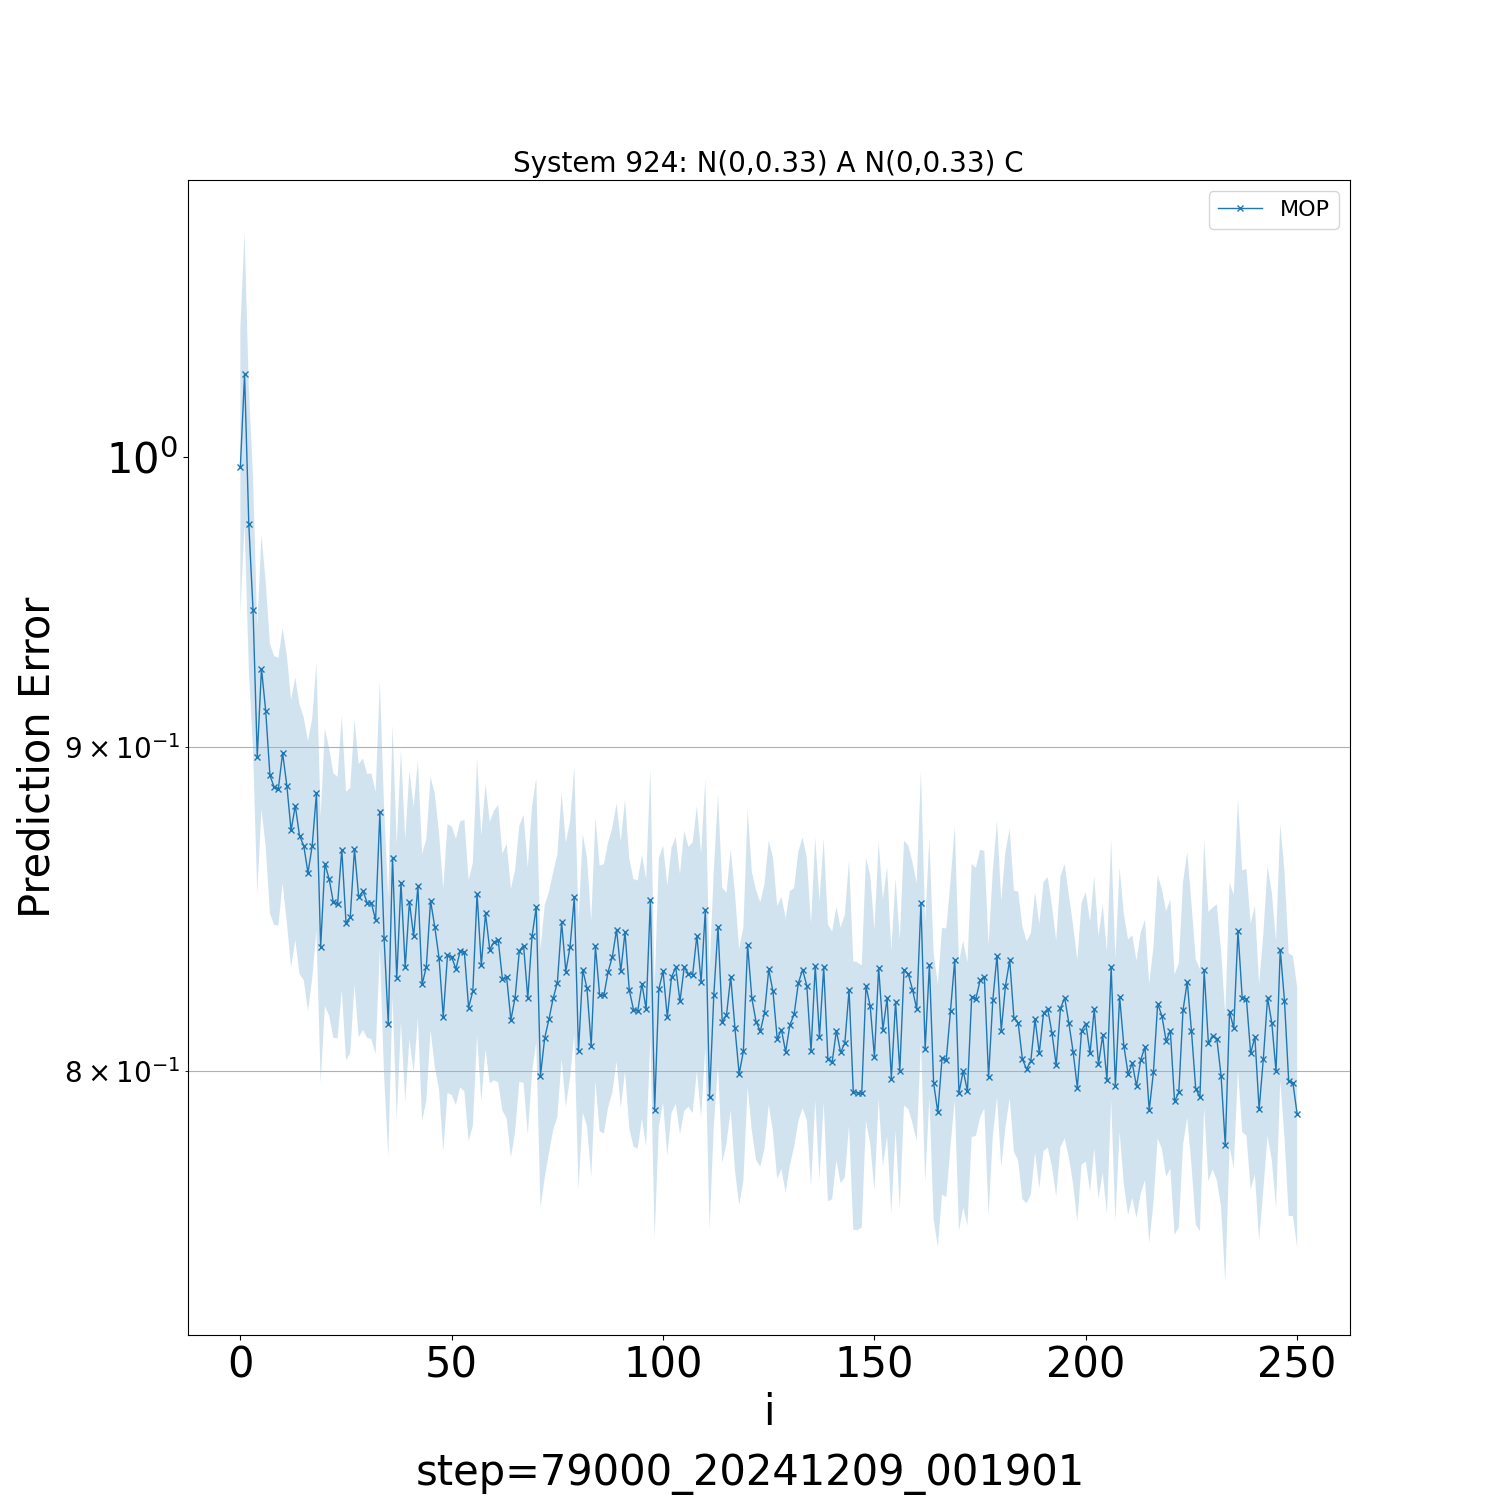 System 924: N(0,0.33) A N(0,0.33) C
MOP
Prediction Error
10⁰
9 × 10⁻¹
8 × 10⁻¹
0 50 100 150 200 250
i
step=79000_20241209_001901